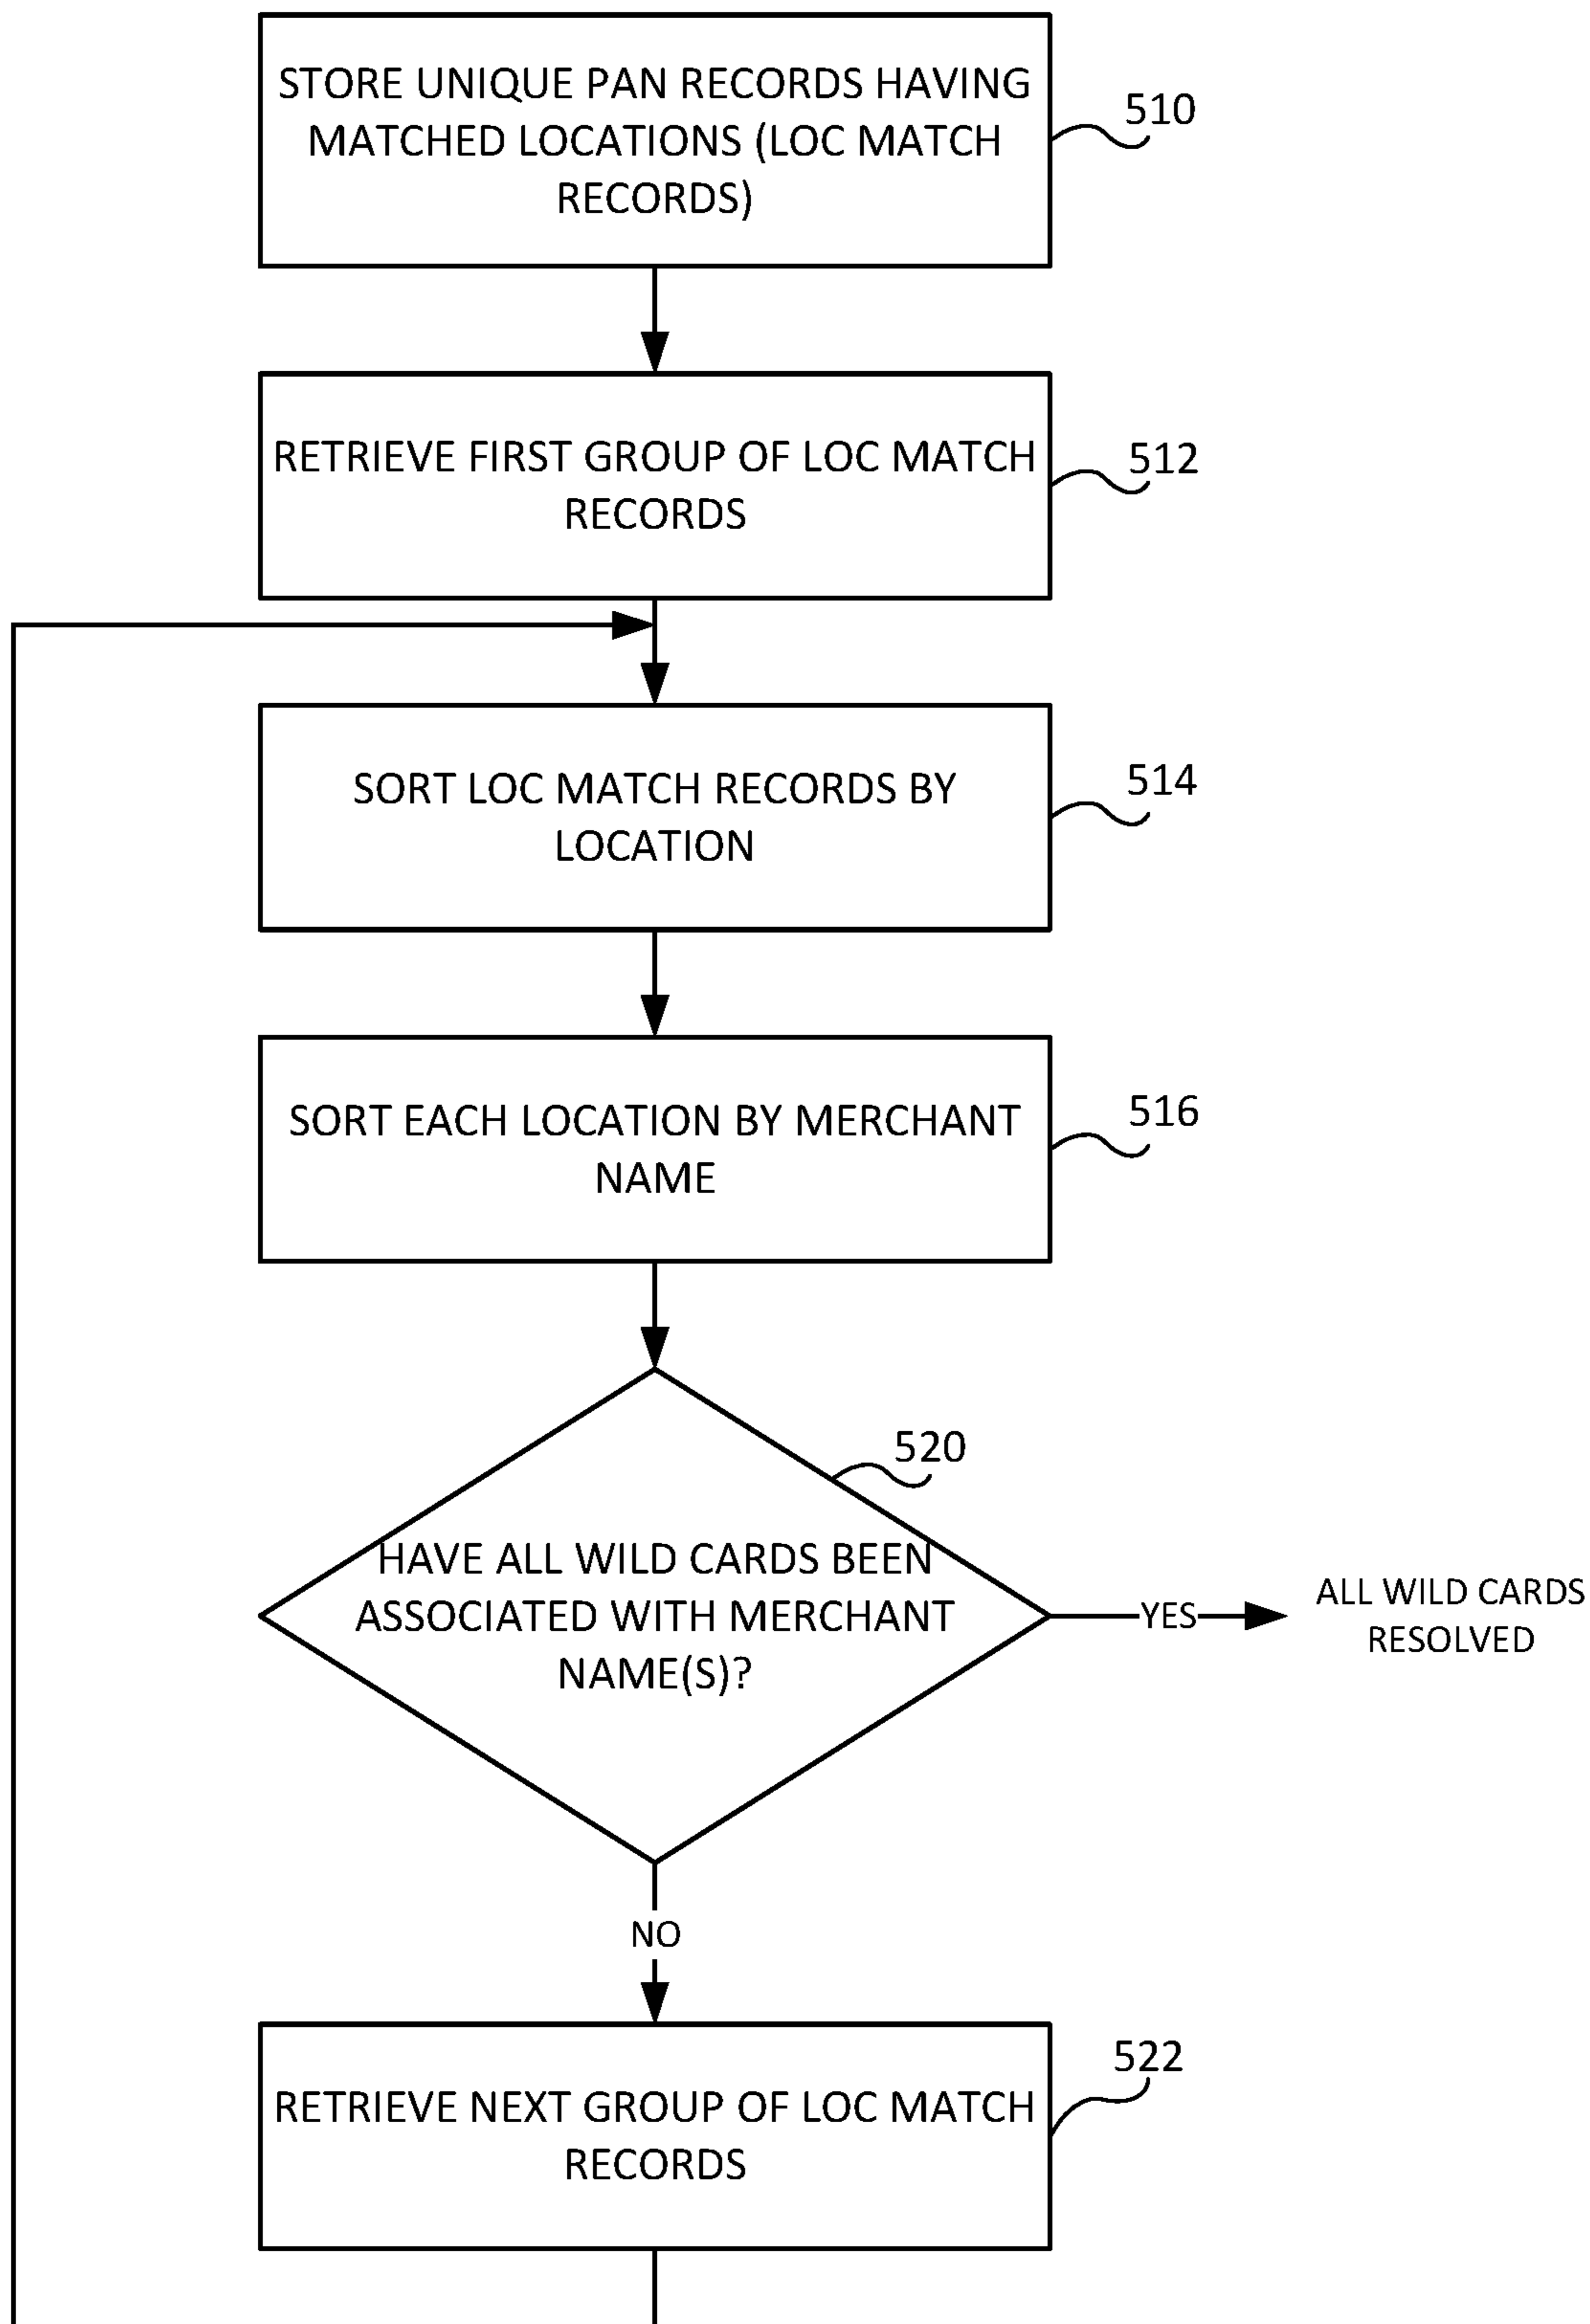 STORE UNIQUE PAN RECORDS HAVING
MATCHED LOCATIONS (LOC MATCH
RECORDS)
510
RETRIEVE FIRST GROUP OF LOC MATCH
RECORDS
512
SORT LOC MATCH RECORDS BY
LOCATION
514
SORT EACH LOCATION BY MERCHANT
NAME
516
520
HAVE ALL WILD CARDS BEEN
ASSOCIATED WITH MERCHANT
NAME(S)?
YES
ALL WILD CARDS
RESOLVED
NO
RETRIEVE NEXT GROUP OF LOC MATCH
RECORDS
522